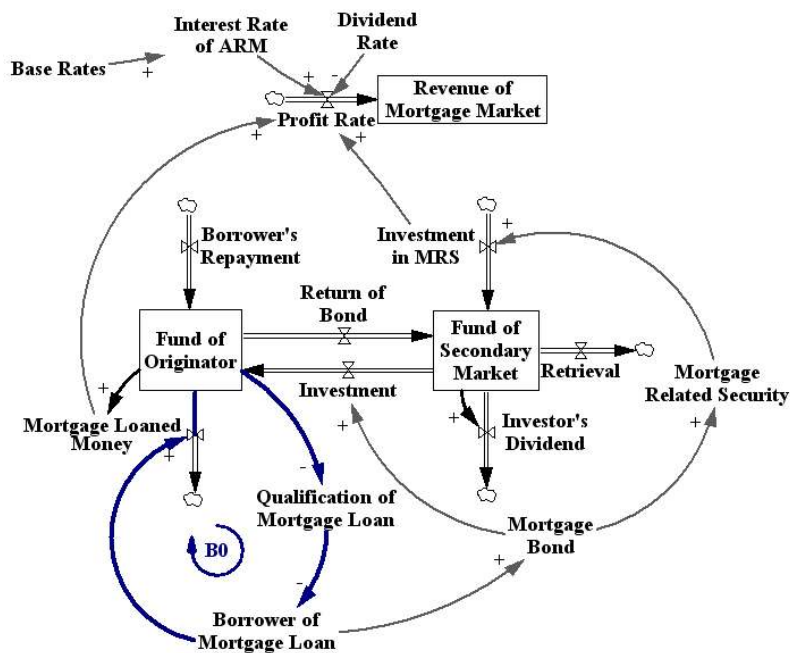 Interest Rate
of ARM
Dividend
Rate
Base Rates
+
+
-
Revenue of
Mortgage Market
Profit Rate
+
+
Borrower's
Repayment
Investment
in MRS
+
Return of
Bond
Fund of
Originator
Fund of
Secondary
Market
Investment
Retrieval
Mortgage
Related Security
+
Mortgage Loaned
Money
+
+
Investor's
Dividend
+
+
-
Qualification of
Mortgage Loan
Mortgage
Bond
B0
+
-
Borrower of
Mortgage Loan